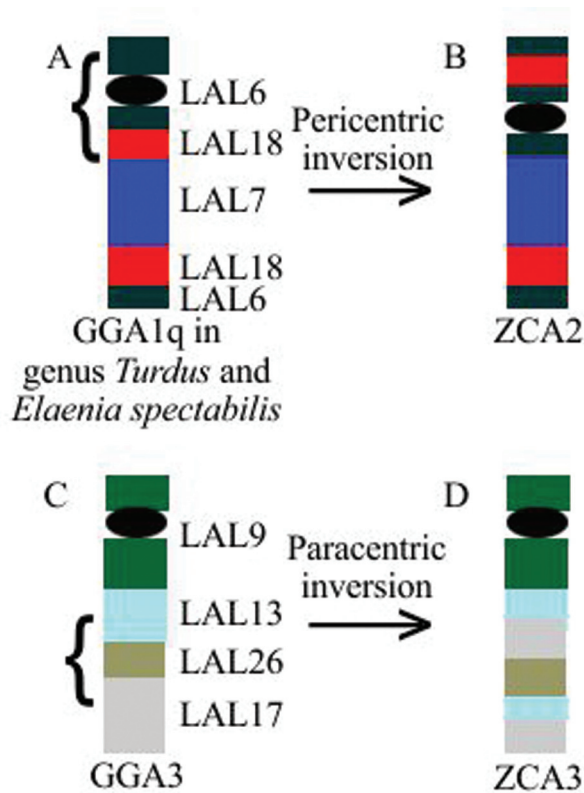 A
B
LAL6
Pericentric
inversion
LAL18
LAL7
LAL18
LAL6
GGA1q in
genus Turdus and
Elaenia spectabilis
ZCA2
C
D
LAL9
Paracentric
inversion
LAL13
LAL26
LAL17
GGA3
ZCA3